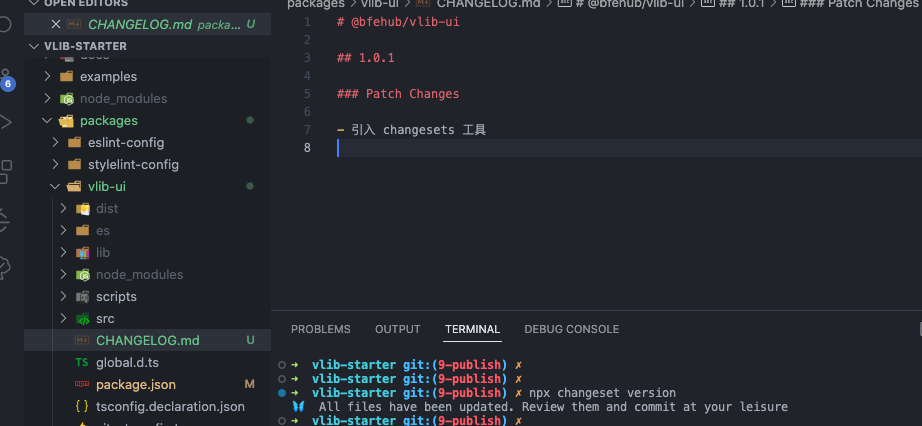 OPEN EDITORS
CHANGELOG.md packa... U
VLIB-STARTER
docs
examples
node_modules
packages
eslint-config
stylelint-config
vlib-ui
dist
es
lib
node_modules
scripts
src
CHANGELOG.md U
TS global.d.ts
package.json M
{ } tsconfig.declaration.json
6
packages > vlib-ui > CHANGELOG.md > # @bfehub/vlib-ui > ## 1.0.1 > ### Patch Changes
1 # @bfehub/vlib-ui
2
3 ## 1.0.1
4
5 ### Patch Changes
6
7 - 引入 changesets 工具
8
PROBLEMS OUTPUT TERMINAL DEBUG CONSOLE
→ vlib-starter git:(9-publish) ✗
→ vlib-starter git:(9-publish) ✗
→ vlib-starter git:(9-publish) ✗ npx changeset version
🦋 All files have been updated. Review them and commit at your leisure
→ vlib-starter git:(9-publish) ✗